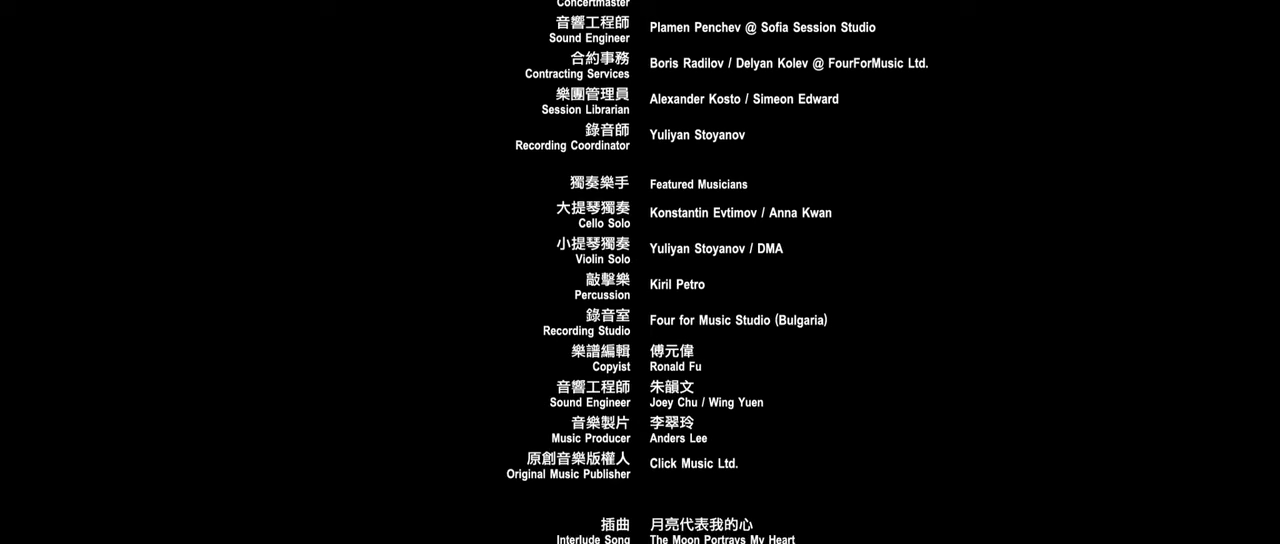 Concertmaster
音響工程師
Sound Engineer
Plamen Penchev @ Sofia Session Studio
合約事務
Contracting Services
Boris Radilov / Delyan Kolev @ FourForMusic Ltd.
樂團管理員
Session Librarian
Alexander Kosto / Simeon Edward
錄音師
Recording Coordinator
Yuliyan Stoyanov
獨奏樂手
Featured Musicians
大提琴獨奏
Cello Solo
Konstantin Evtimov / Anna Kwan
小提琴獨奏
Violin Solo
Yuliyan Stoyanov / DMA
敲擊樂
Percussion
Kiril Petro
錄音室
Recording Studio
Four for Music Studio (Bulgaria)
樂譜編輯
Copyist
傅元偉
Ronald Fu
音響工程師
Sound Engineer
朱韻文
Joey Chu / Wing Yuen
音樂製片
Music Producer
李翠玲
Anders Lee
原創音樂版權人
Original Music Publisher
Click Music Ltd.
插曲
Interlude Song
月亮代表我的心
The Moon Portrays My Heart